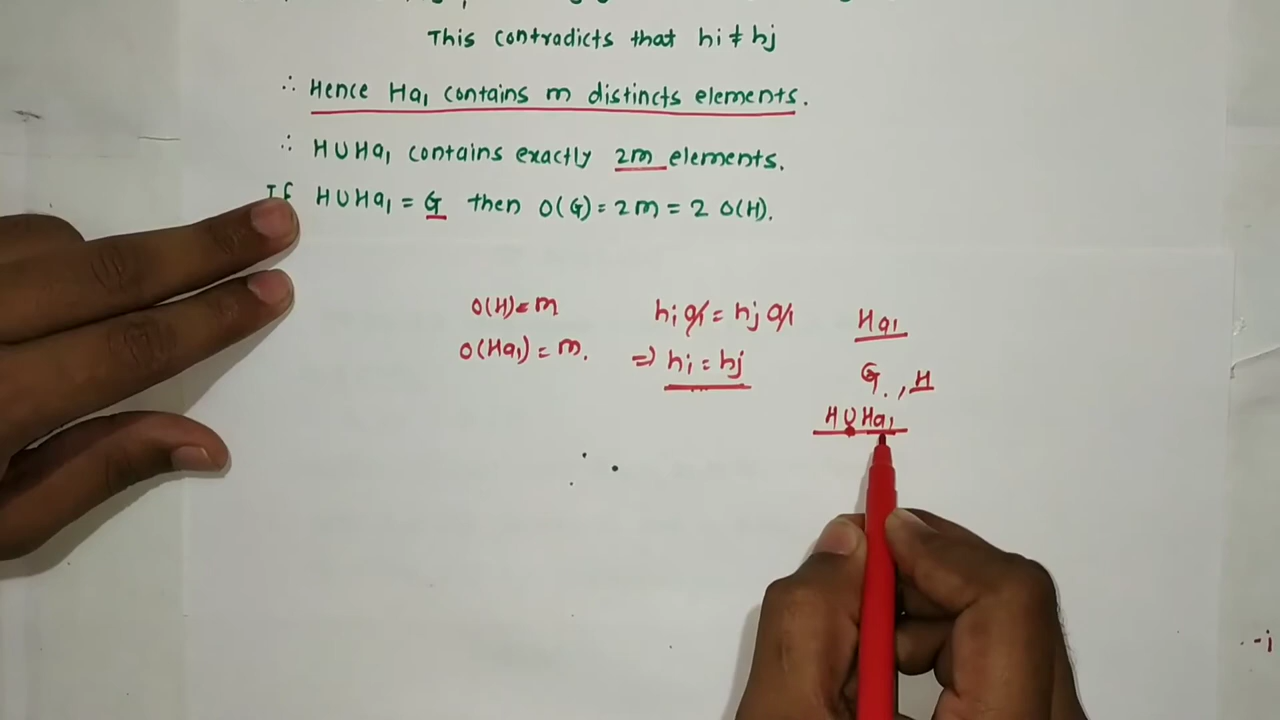 This contradicts that hi ≠ hj
∴ Hence Ha₁ contains m distincts elements.
∴ H∪Ha₁ contains exactly 2m elements.
If H∪Ha₁ = G then O(G) = 2m = 2 O(H).
O(H) = m
O(Ha₁) = m.
hi a₁ = hj a₁
⇒ hi = hj
Ha₁
G , H
H∪Ha₁